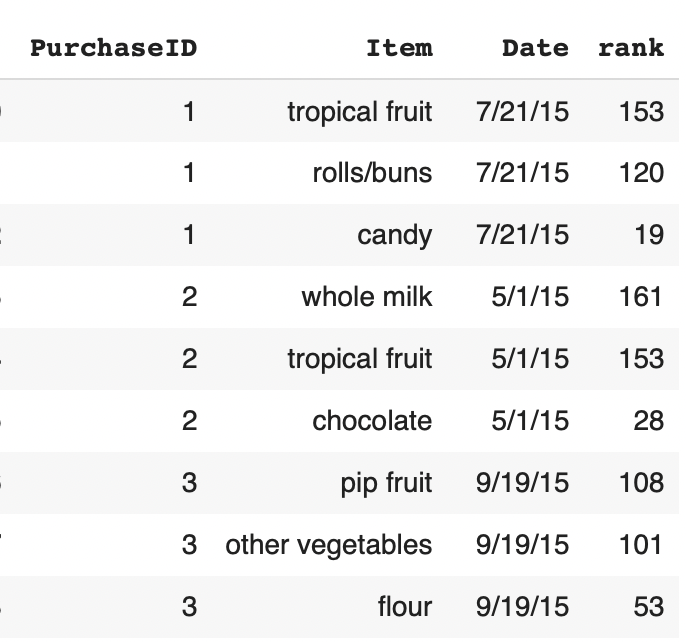 PurchaseID Item Date rank
1 tropical fruit 7/21/15 153
1 rolls/buns 7/21/15 120
1 candy 7/21/15 19
2 whole milk 5/1/15 161
2 tropical fruit 5/1/15 153
2 chocolate 5/1/15 28
3 pip fruit 9/19/15 108
3 other vegetables 9/19/15 101
3 flour 9/19/15 53